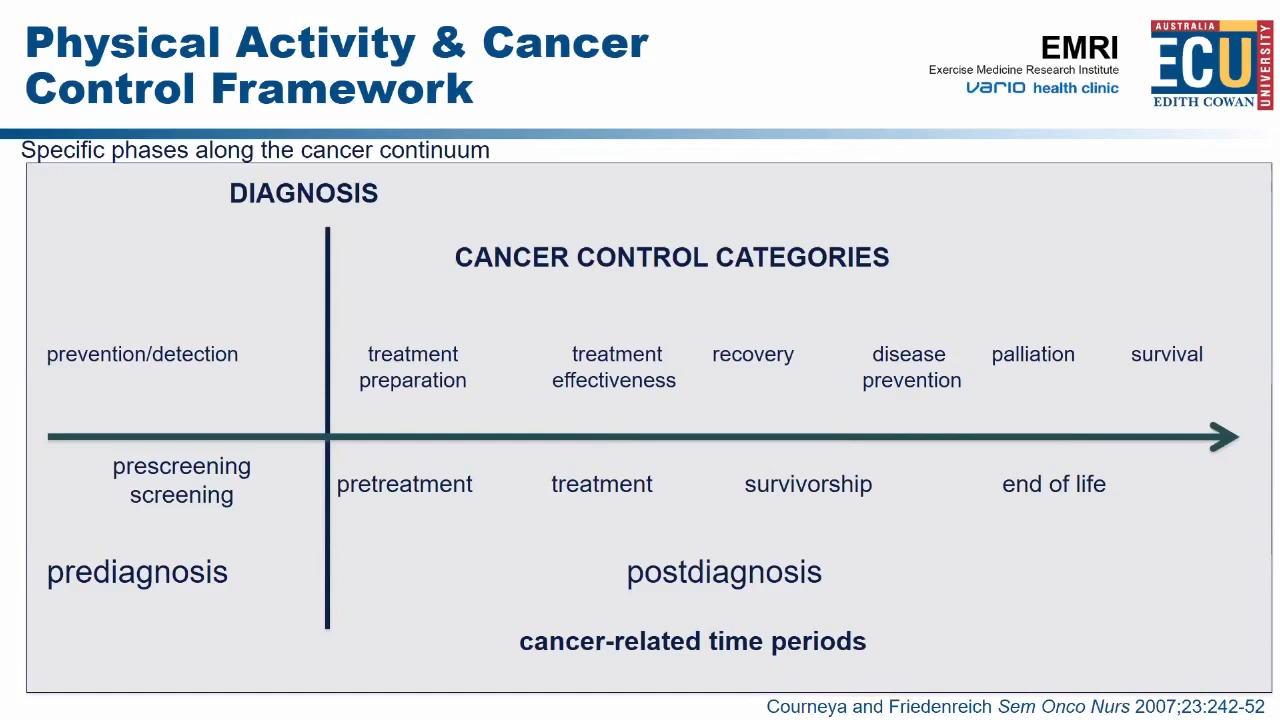 Physical Activity & Cancer
Control Framework
EMRI
Exercise Medicine Research Institute
vario health clinic
AUSTRALIA
ECU
EDITH COWAN
UNIVERSITY
Specific phases along the cancer continuum
DIAGNOSIS
CANCER CONTROL CATEGORIES
prevention/detection
treatment
preparation
treatment
effectiveness
recovery
disease
prevention
palliation
survival
prescreening
screening
pretreatment
treatment
survivorship
end of life
prediagnosis
postdiagnosis
cancer-related time periods
Courneya and Friedenreich Sem Onco Nurs 2007;23:242-52